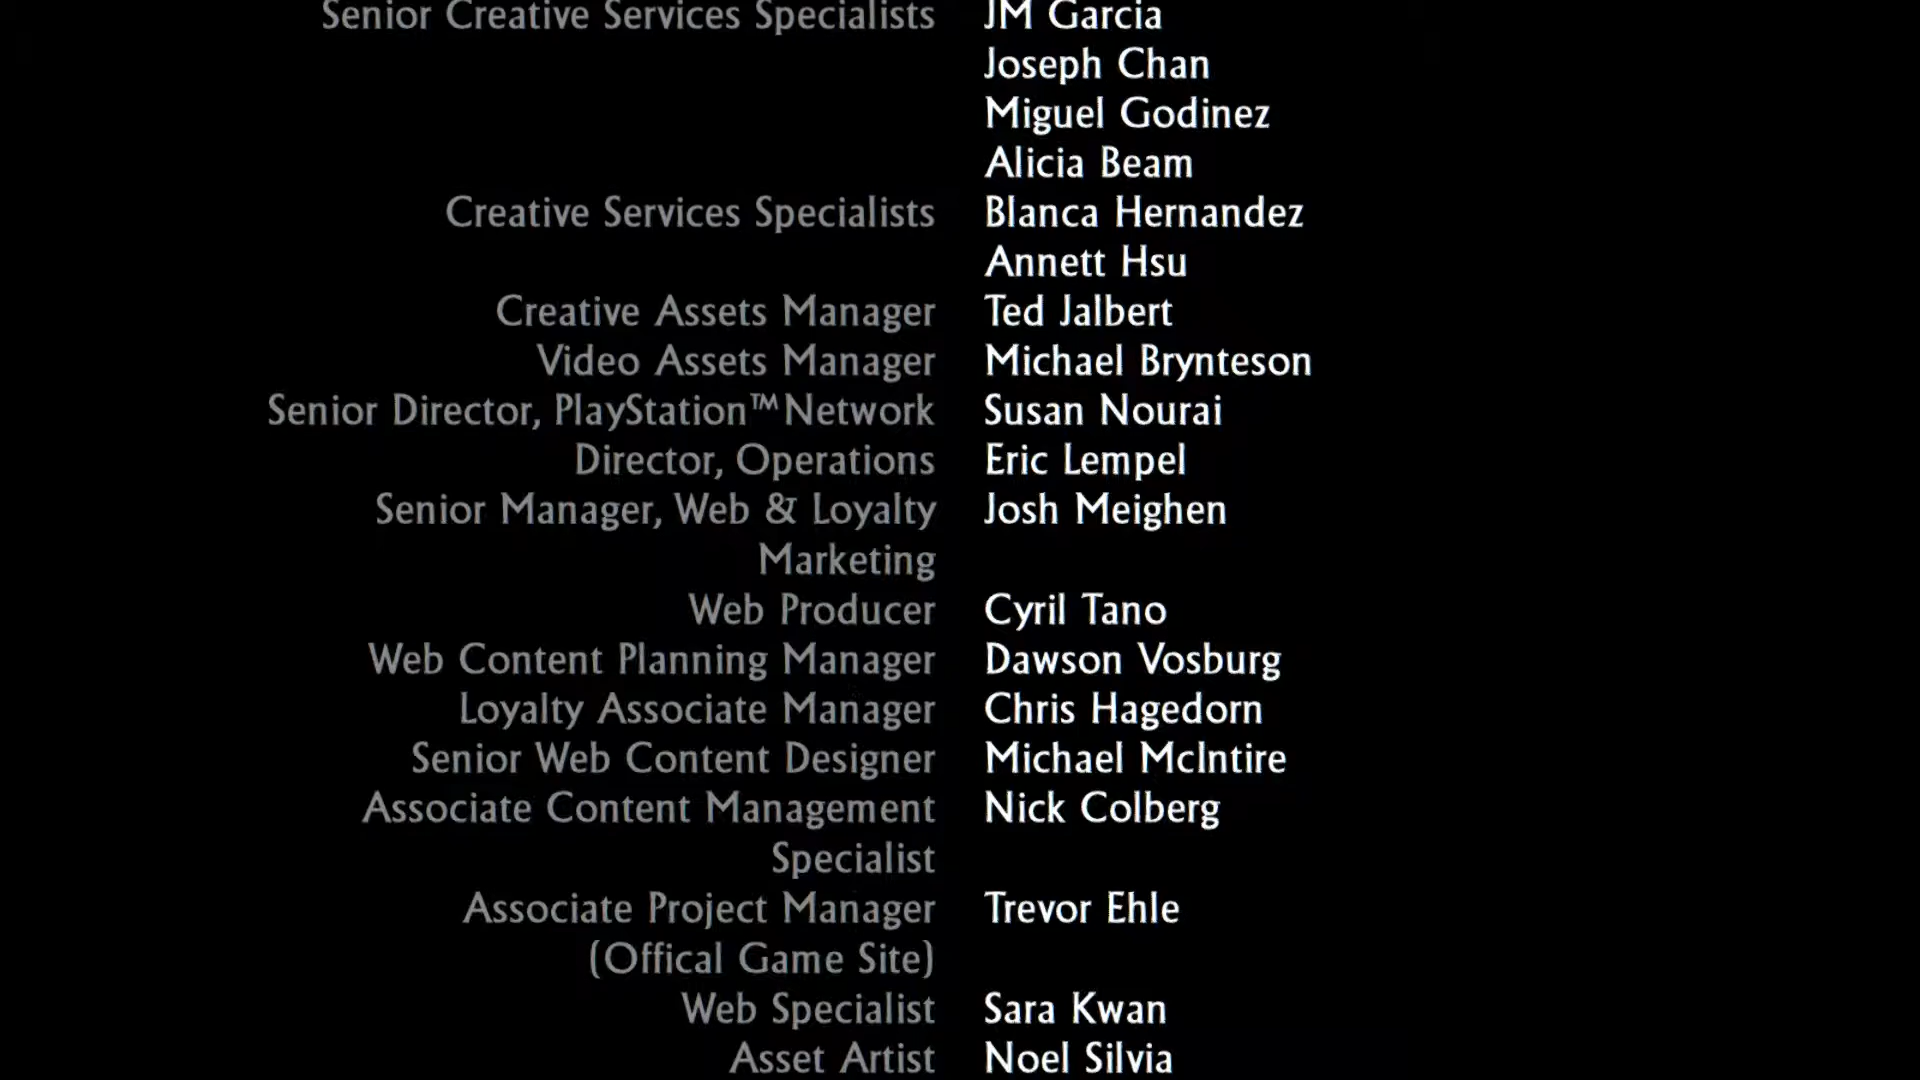 Senior Creative Services Specialists JM Garcia
Joseph Chan
Miguel Godinez
Alicia Beam
Creative Services Specialists Blanca Hernandez
Annett Hsu
Creative Assets Manager Ted Jalbert
Video Assets Manager Michael Brynteson
Senior Director, PlayStation™Network Susan Nourai
Director, Operations Eric Lempel
Senior Manager, Web & Loyalty Josh Meighen
Marketing
Web Producer Cyril Tano
Web Content Planning Manager Dawson Vosburg
Loyalty Associate Manager Chris Hagedorn
Senior Web Content Designer Michael McIntire
Associate Content Management Nick Colberg
Specialist
Associate Project Manager Trevor Ehle
(Offical Game Site)
Web Specialist Sara Kwan
Asset Artist Noel Silvia